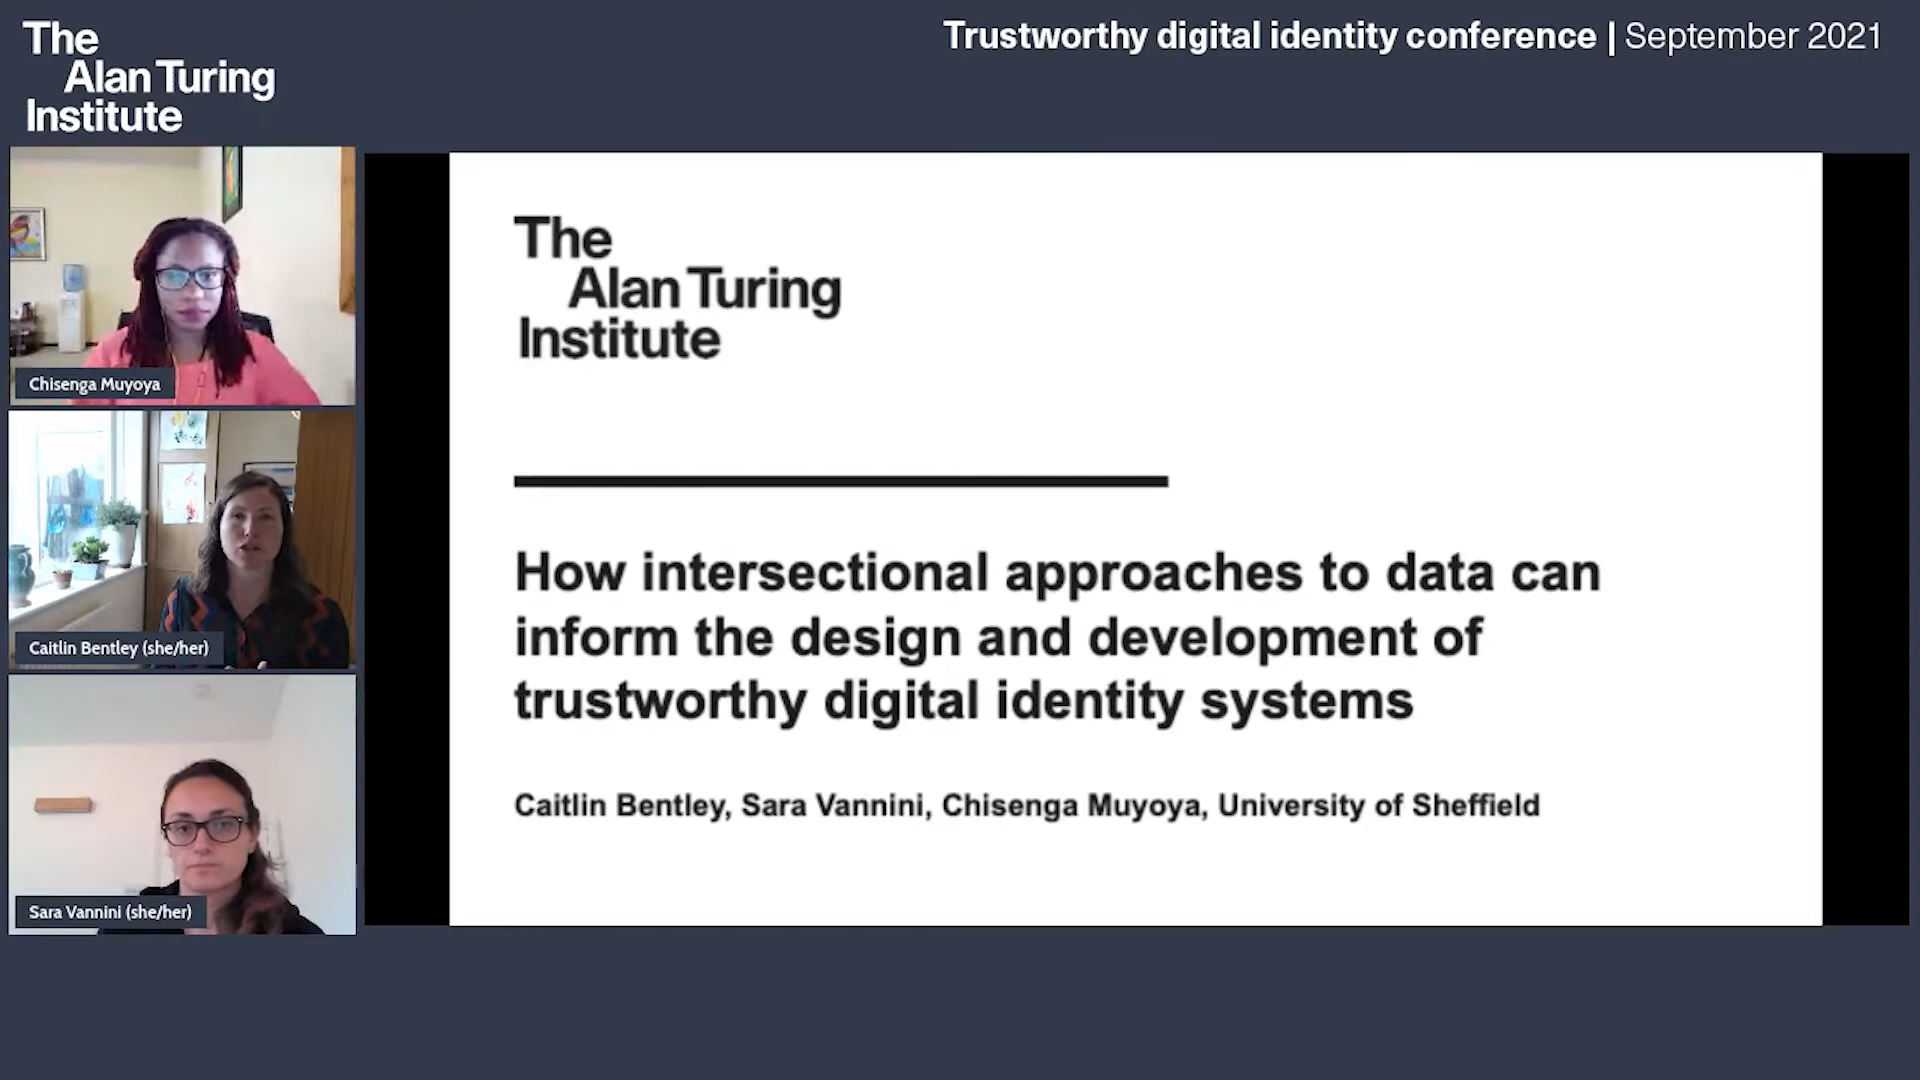 The
Alan Turing
Institute
Trustworthy digital identity conference | September 2021
Chisenga Muyoya
Caitlin Bentley (she/her)
Sara Vannini (she/her)
The
Alan Turing
Institute
How intersectional approaches to data can
inform the design and development of
trustworthy digital identity systems
Caitlin Bentley, Sara Vannini, Chisenga Muyoya, University of Sheffield